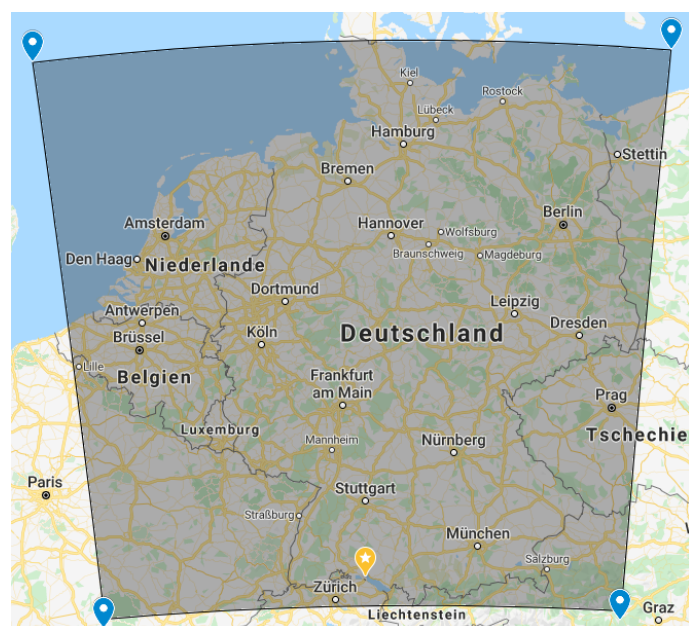 Kiel
Rostock
Lübeck
Hamburg
Stettin
Bremen
Amsterdam
Hannover
Wolfsburg
Berlin
Den Haag
Niederlande
Braunschweig
Magdeburg
Dortmund
Leipzig
Antwerpen
Brüssel
Köln
Deutschland
Dresden
Lille
Belgien
Frankfurt
am Main
Prag
Luxemburg
Mannheim
Nürnberg
Tschechie
Paris
Stuttgart
Straßburg
München
Salzburg
Zürich
Liechtenstein
Graz